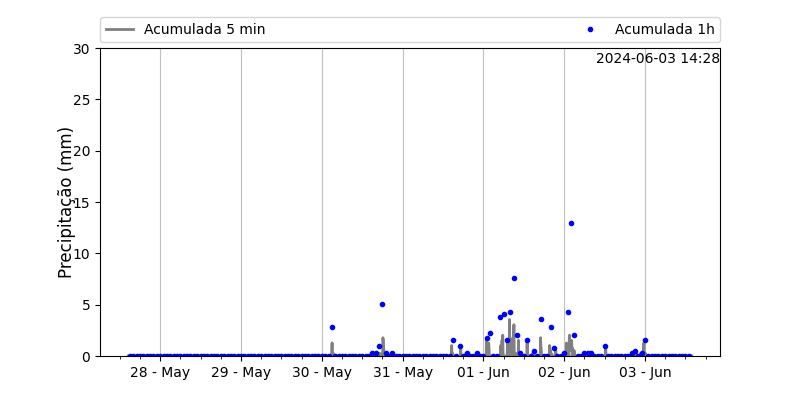 Acumulada 5 min
Acumulada 1h
2024-06-03 14:28
Precipitação (mm)
30
25
20
15
10
5
0
28 - May
29 - May
30 - May
31 - May
01 - Jun
02 - Jun
03 - Jun